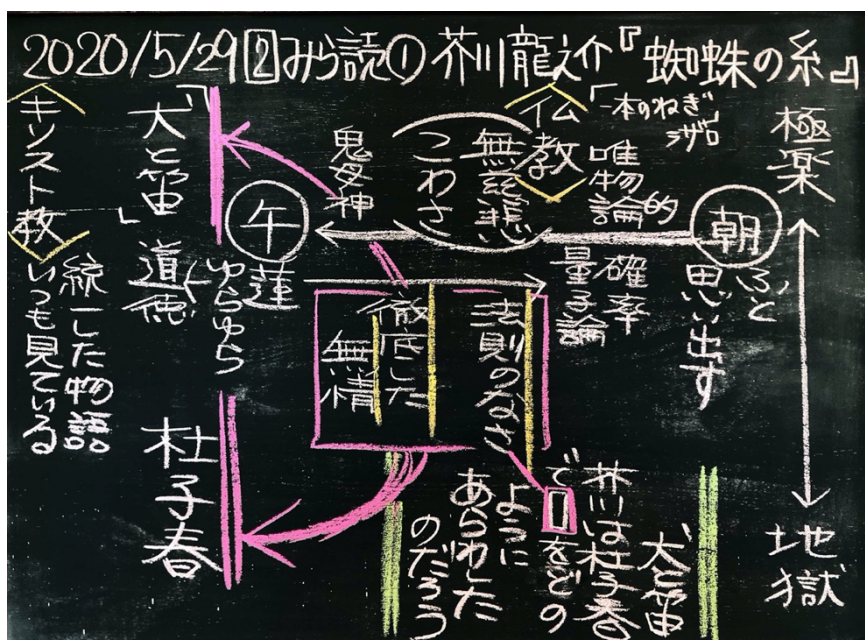 2020/5/29 2 みら読①芥川龍之介『蜘蛛の糸』
極楽
地獄
朝
ふと
思い出す
「一本のねぎ」
ザクロ
仏教
唯物論的
確率
量子論
無慈悲
こわさ
法則のなさ
徹底した
無情
鬼子母神
午
蓮
ゆらゆら
「犬と笛」
道徳
杜子春
キリスト教
統一した物語
いつも見ている
犬と笛
芥川は杜子春
で□をどの
ように
あらわした
のだろう